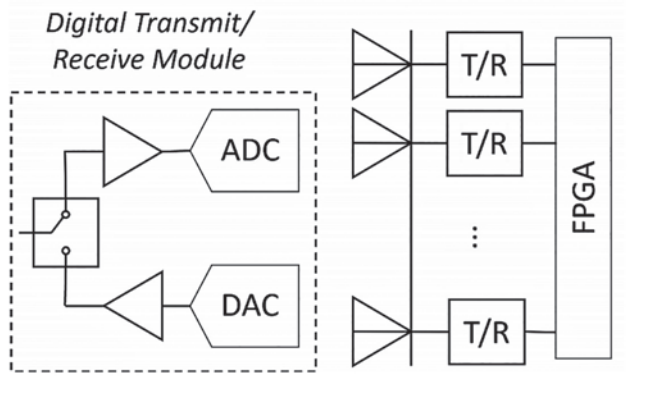 Digital Transmit/
Receive Module
ADC
DAC
T/R
T/R
...
T/R
FPGA